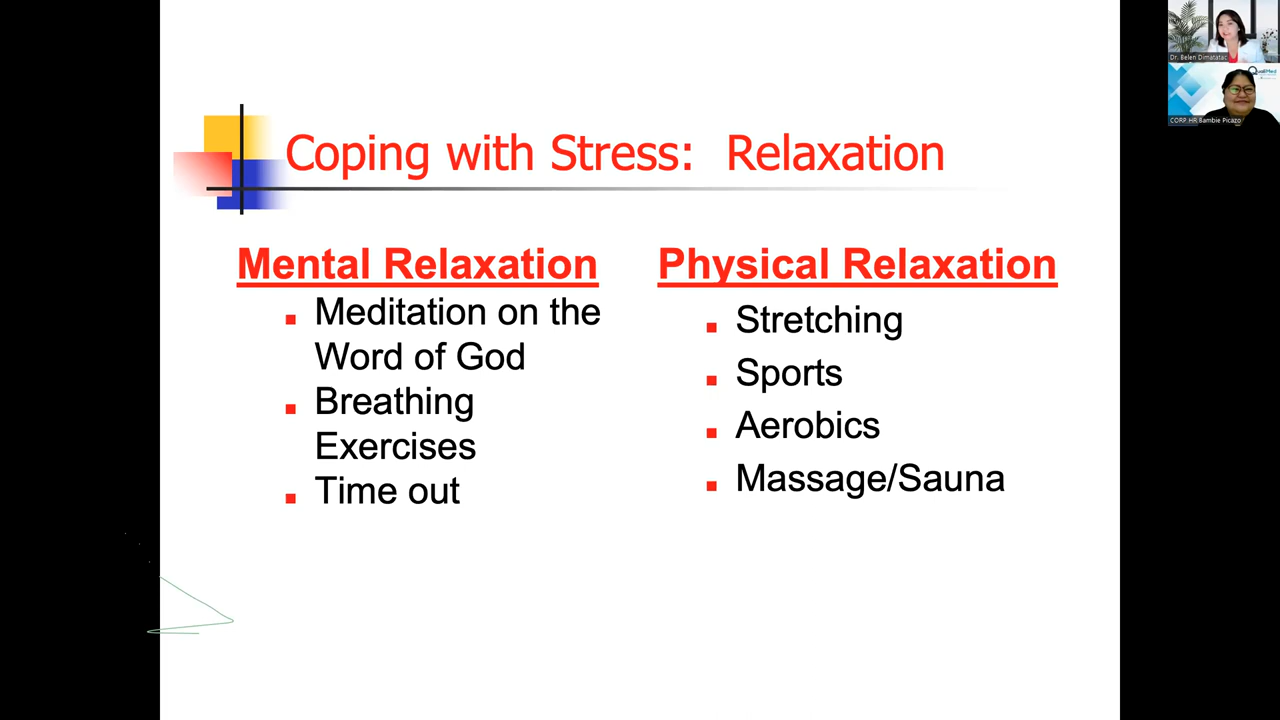 Coping with Stress: Relaxation
Mental Relaxation
Meditation on the
Word of God
Breathing
Exercises
Time out
Physical Relaxation
Stretching
Sports
Aerobics
Massage/Sauna
Dr. Belen Dimatatac
QualiMed
CORP HR Bambie Picazo